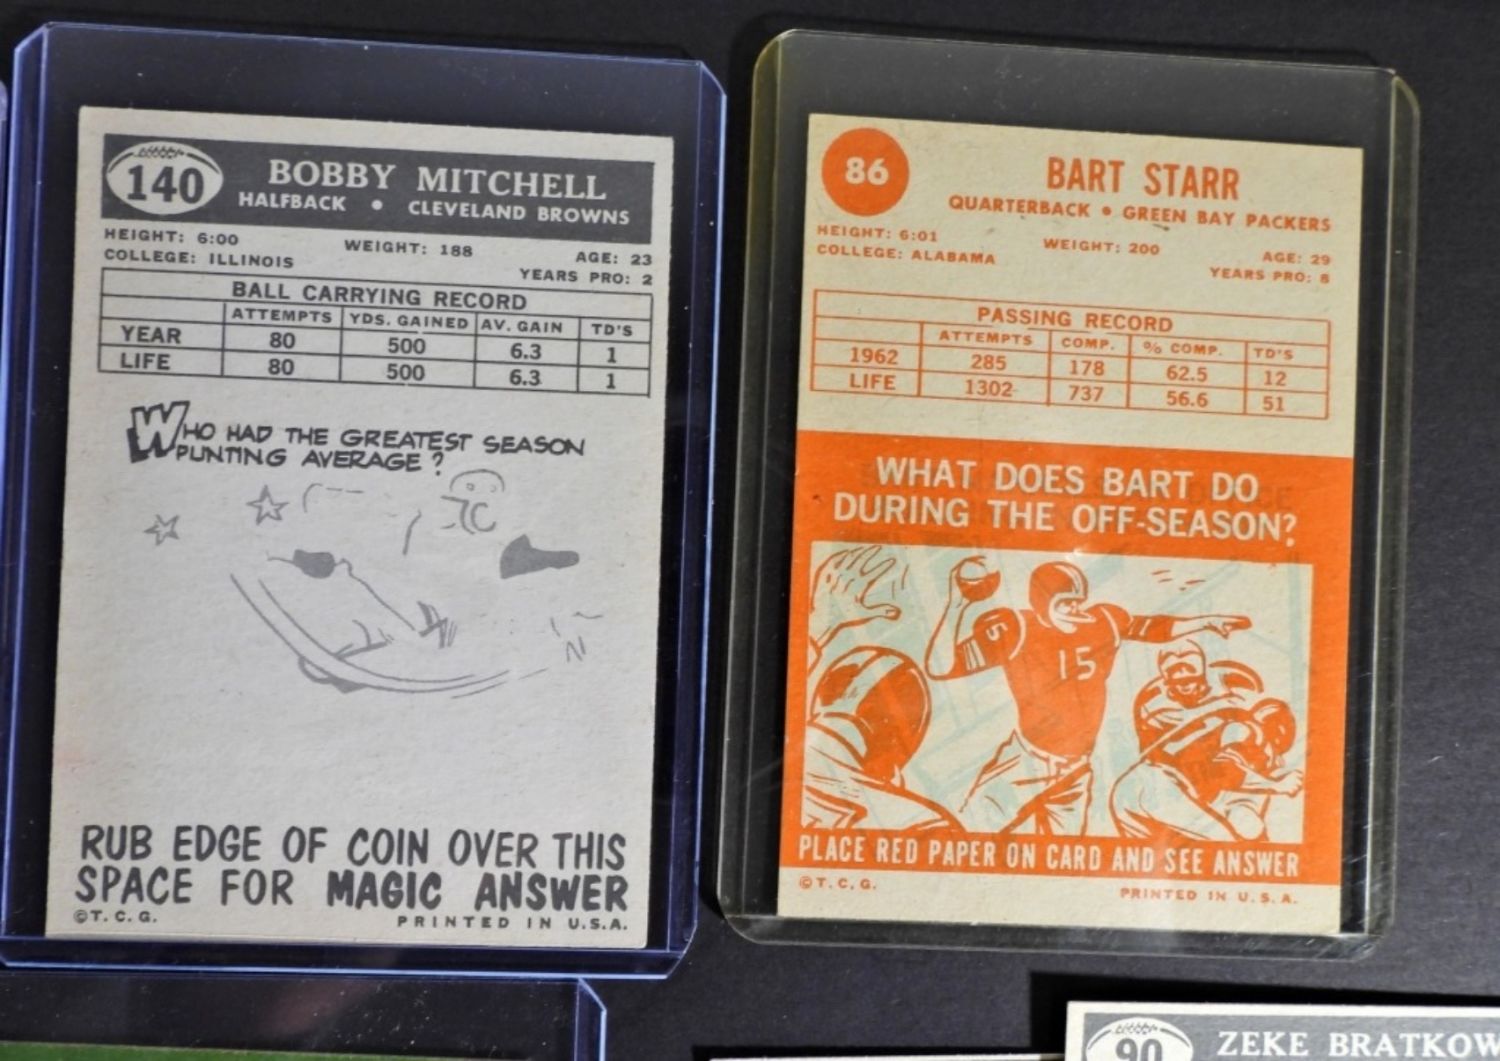 140
BOBBY MITCHELL
HALFBACK • CLEVELAND BROWNS
HEIGHT: 6:00 WEIGHT: 188 AGE: 23
COLLEGE: ILLINOIS YEARS PRO: 2
BALL CARRYING RECORD
ATTEMPTS YDS. GAINED AV. GAIN TD'S
YEAR 80 500 6.3 1
LIFE 80 500 6.3 1
WHO HAD THE GREATEST SEASON
PUNTING AVERAGE?
RUB EDGE OF COIN OVER THIS
SPACE FOR MAGIC ANSWER
©T.C.G. PRINTED IN U.S.A.
86
BART STARR
QUARTERBACK • GREEN BAY PACKERS
HEIGHT: 6:01 WEIGHT: 200 AGE: 29
COLLEGE: ALABAMA YEARS PRO: 8
PASSING RECORD
ATTEMPTS COMP. % COMP. TD'S
1962 285 178 62.5 12
LIFE 1302 737 56.6 51
WHAT DOES BART DO
DURING THE OFF-SEASON?
15
15
PLACE RED PAPER ON CARD AND SEE ANSWER
©T.C.G. PRINTED IN U.S.A.
90
ZEKE BRATKOW